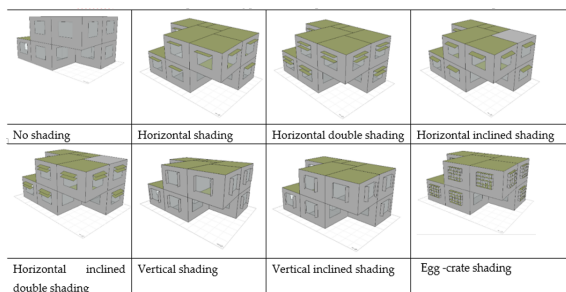 No shading
Horizontal shading
Horizontal double shading
Horizontal inclined shading
Horizontal inclined
double shading
Vertical shading
Vertical inclined shading
Egg -crate shading